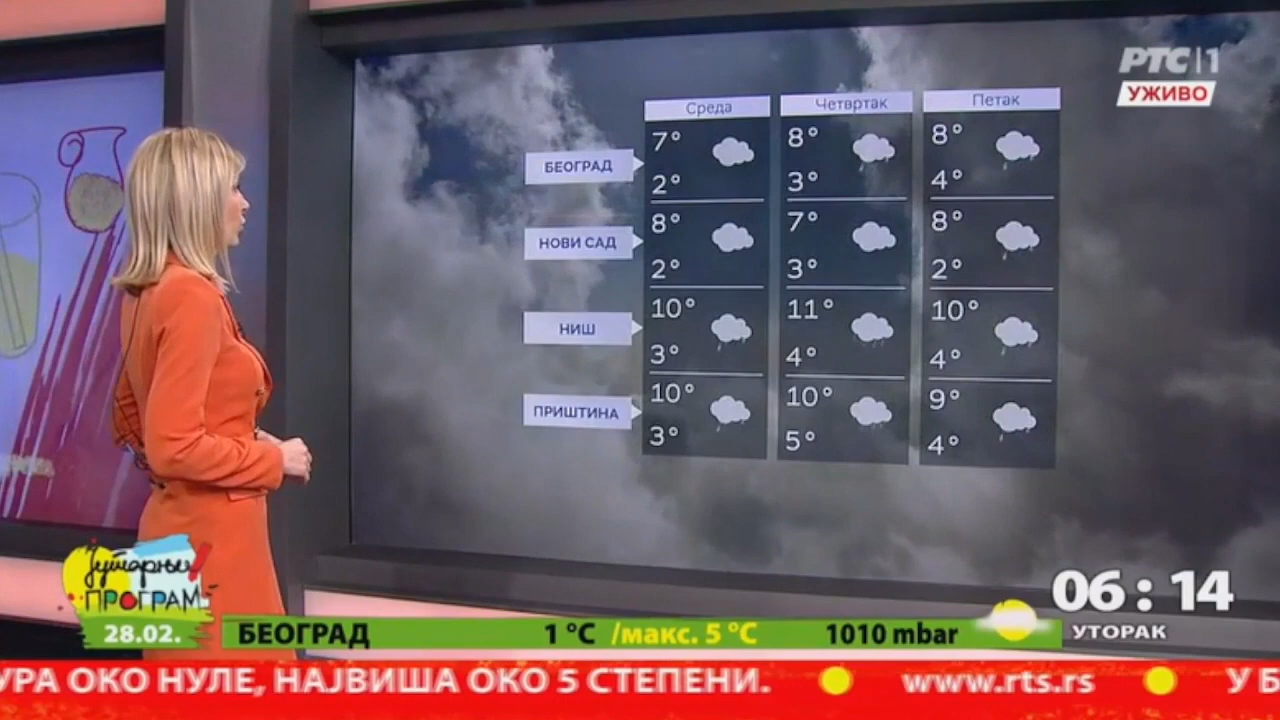 РТС|1
УЖИВО
Среда
Четвртак
Петак
БЕОГРАД
7°
2°
8°
3°
8°
4°
НОВИ САД
8°
2°
7°
3°
8°
2°
НИШ
10°
3°
11°
4°
10°
4°
ПРИШТИНА
10°
3°
10°
5°
9°
4°
Јутарњи
ПРОГРАМ
28.02.
БЕОГРАД 1 °C /макс. 5 °C 1010 mbar
06 : 14
УТОРАК
УРА ОКО НУЛЕ, НАЈВИША ОКО 5 СТЕПЕНИ. www.rts.rs У Б